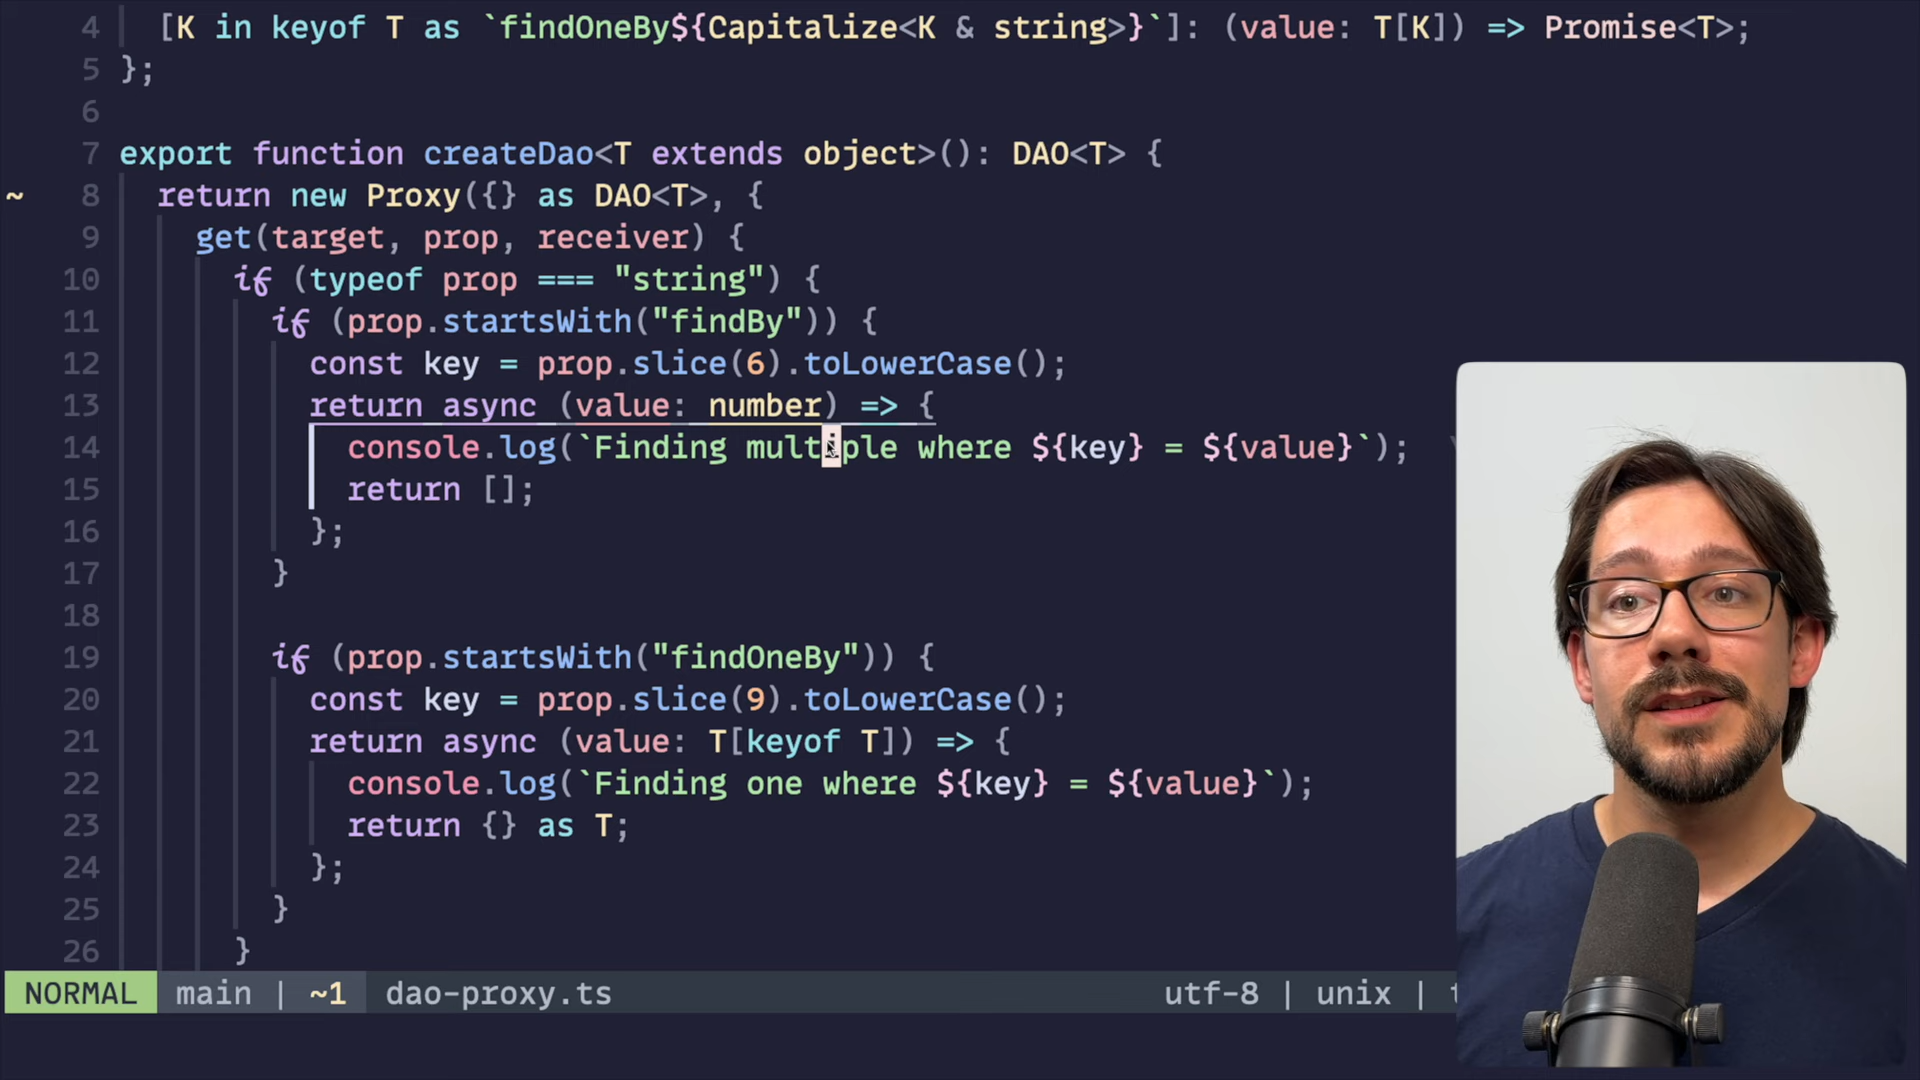 4 [K in keyof T as `findOneBy${Capitalize<K & string>}`]: (value: T[K]) => Promise<T>;
5 };
6
7 export function createDao<T extends object>(): DAO<T> {
~ 8 return new Proxy({} as DAO<T>, {
9 get(target, prop, receiver) {
10 if (typeof prop === "string") {
11 if (prop.startsWith("findBy")) {
12 const key = prop.slice(6).toLowerCase();
13 return async (value: number) => {
14 console.log(`Finding multiple where ${key} = ${value}`);
15 return [];
16 };
17 }
18
19 if (prop.startsWith("findOneBy")) {
20 const key = prop.slice(9).toLowerCase();
21 return async (value: T[keyof T]) => {
22 console.log(`Finding one where ${key} = ${value}`);
23 return {} as T;
24 };
25 }
26 }
NORMAL main | ~1 dao-proxy.ts utf-8 | unix |